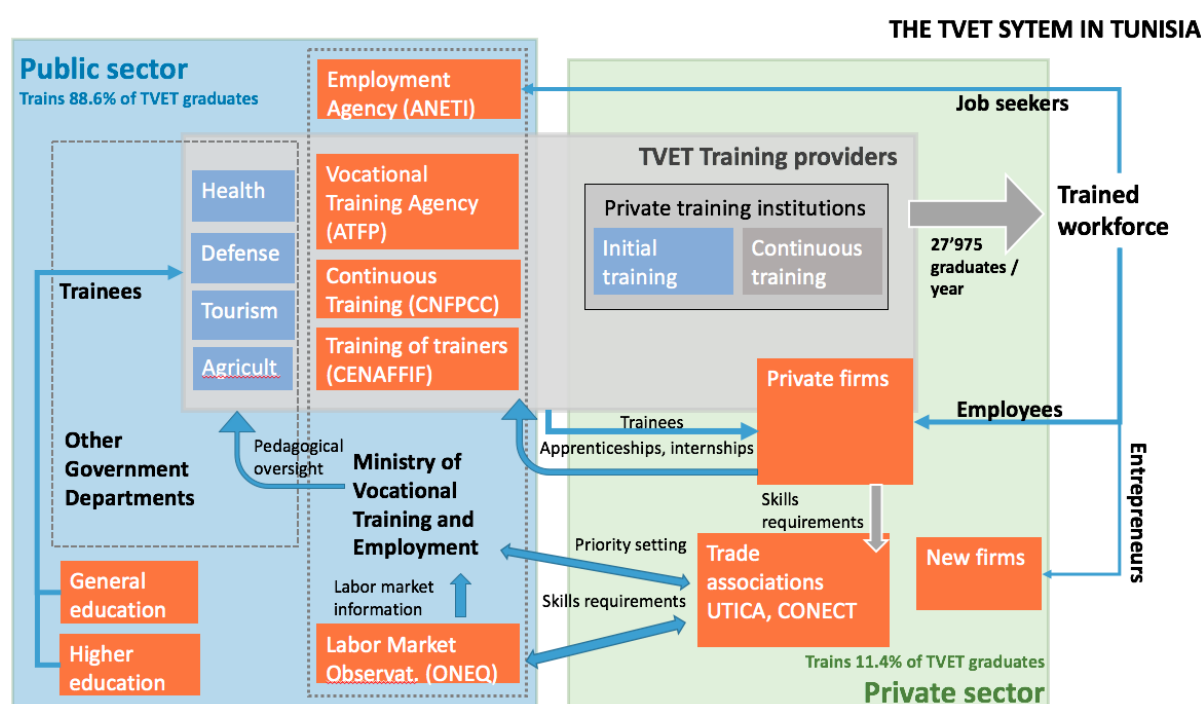 THE TVET SYTEM IN TUNISIA
Public sector
Trains 88.6% of TVET graduates
Employment
Agency (ANETI)
Job seekers
TVET Training providers
Health
Defense
Tourism
Agricult
Vocational
Training Agency
(ATFP)
Continuous
Training (CNFPCC)
Training of trainers
(CENAFFIF)
Private training institutions
Initial
training
Continuous
training
27'975
graduates /
year
Trained
workforce
Trainees
Private firms
Employees
Trainees
Apprenticeships, internships
Other
Government
Departments
Pedagogical
oversight
Ministry of
Vocational
Training and
Employment
Skills
requirements
Entrepreneurs
Priority setting
Trade
associations
UTICA, CONECT
New firms
General
education
Labor market
information
Skills requirements
Higher
education
Labor Market
Observat. (ONEQ)
Trains 11.4% of TVET graduates
Private sector